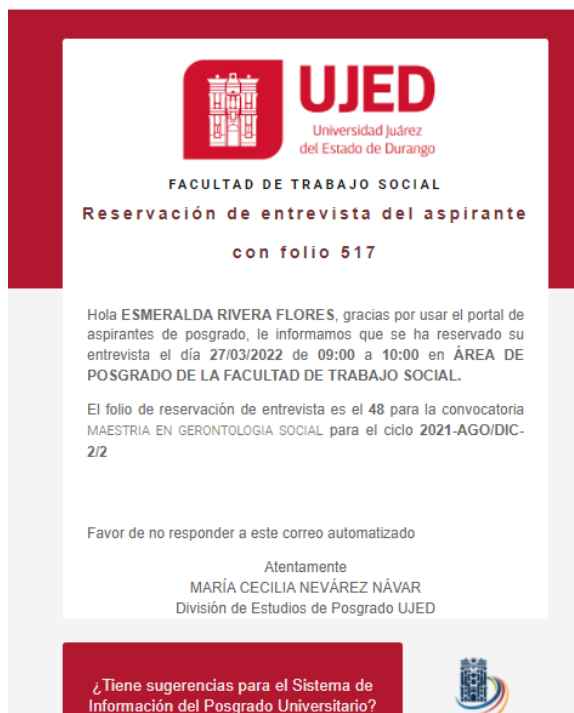 UJED
Universidad Juárez
del Estado de Durango
FACULTAD DE TRABAJO SOCIAL
Reservación de entrevista del aspirante
con folio 517
Hola ESMERALDA RIVERA FLORES, gracias por usar el portal de
aspirantes de posgrado, le informamos que se ha reservado su
entrevista el día 27/03/2022 de 09:00 a 10:00 en ÁREA DE
POSGRADO DE LA FACULTAD DE TRABAJO SOCIAL.
El folio de reservación de entrevista es el 48 para la convocatoria
MAESTRIA EN GERONTOLOGIA SOCIAL para el ciclo 2021-AGO/DIC-
2/2
Favor de no responder a este correo automatizado
Atentamente
MARÍA CECILIA NEVÁREZ NÁVAR
División de Estudios de Posgrado UJED
¿Tiene sugerencias para el Sistema de
Información del Posgrado Universitario?